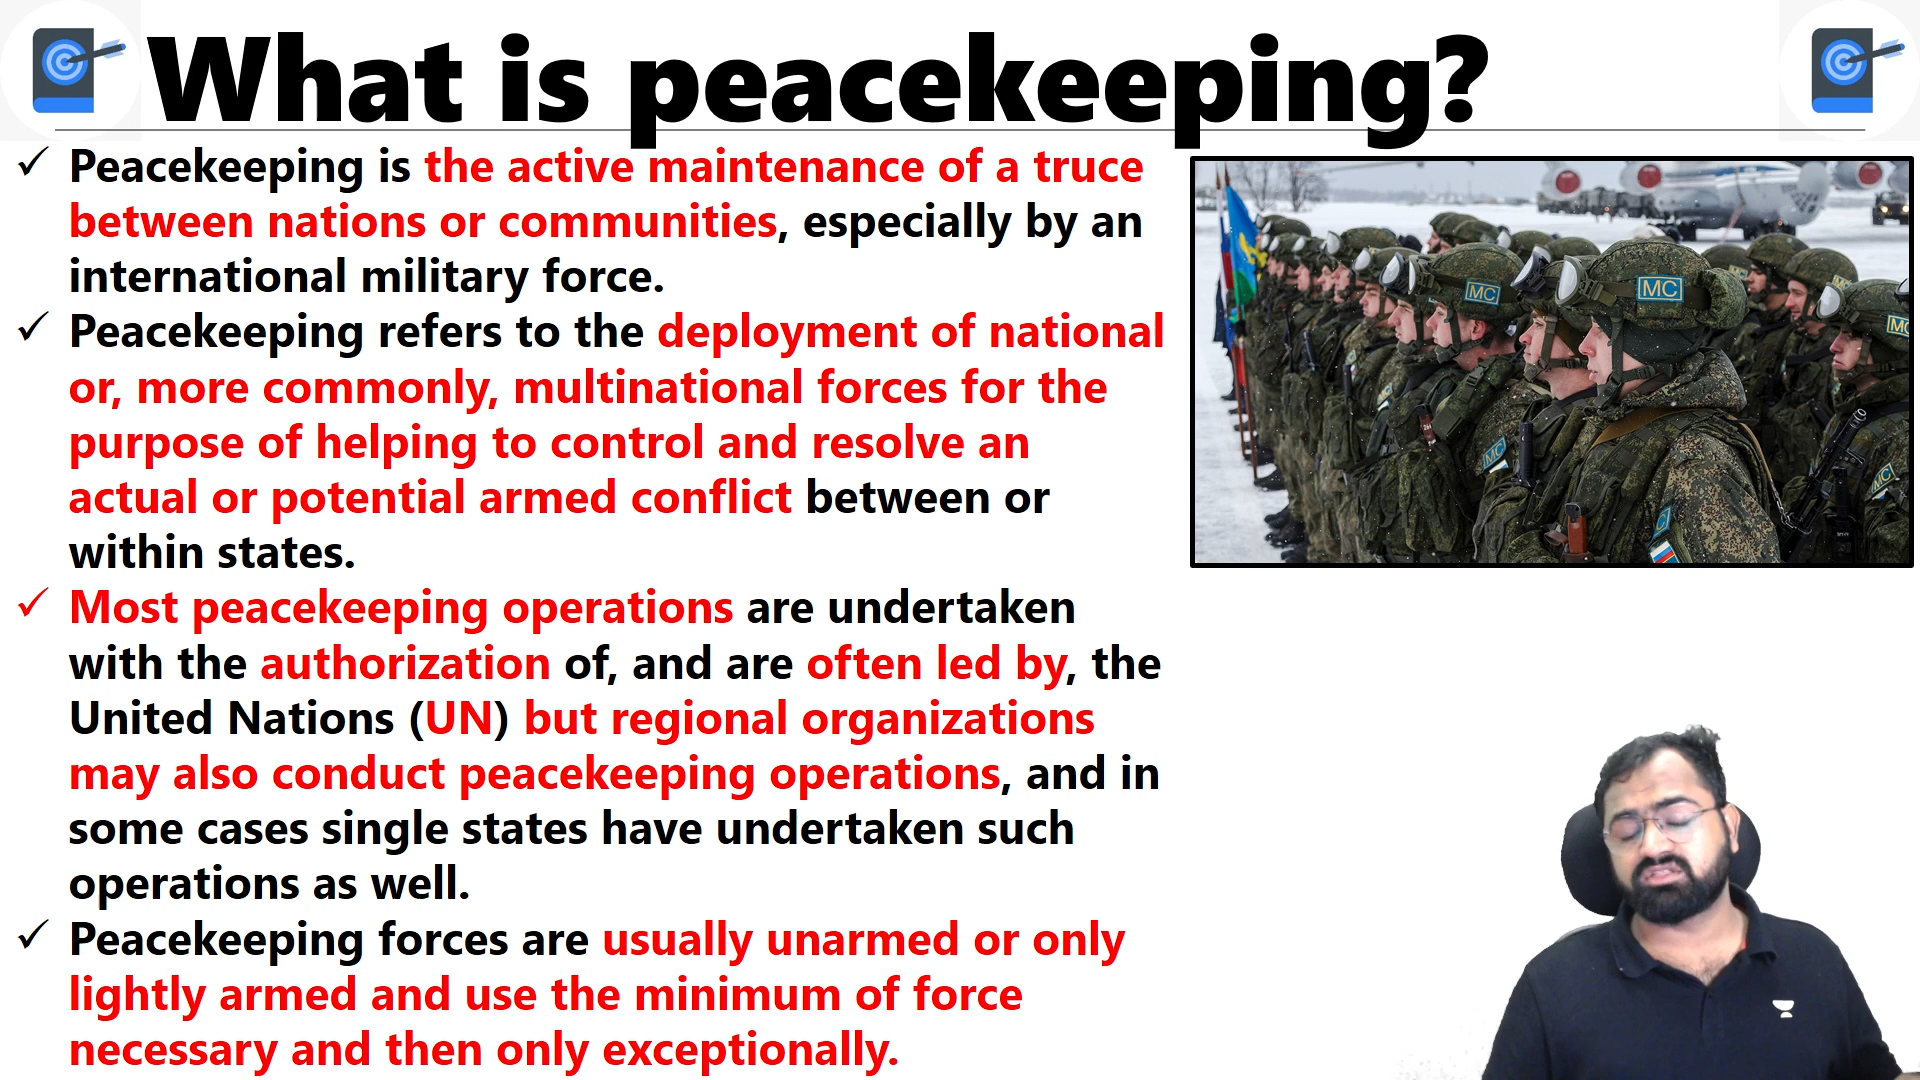 What is peacekeeping?
✓ Peacekeeping is the active maintenance of a truce
between nations or communities, especially by an
international military force.
✓ Peacekeeping refers to the deployment of national
or, more commonly, multinational forces for the
purpose of helping to control and resolve an
actual or potential armed conflict between or
within states.
✓ Most peacekeeping operations are undertaken
with the authorization of, and are often led by, the
United Nations (UN) but regional organizations
may also conduct peacekeeping operations, and in
some cases single states have undertaken such
operations as well.
✓ Peacekeeping forces are usually unarmed or only
lightly armed and use the minimum of force
necessary and then only exceptionally.
МС
МС
МС
МС
МС